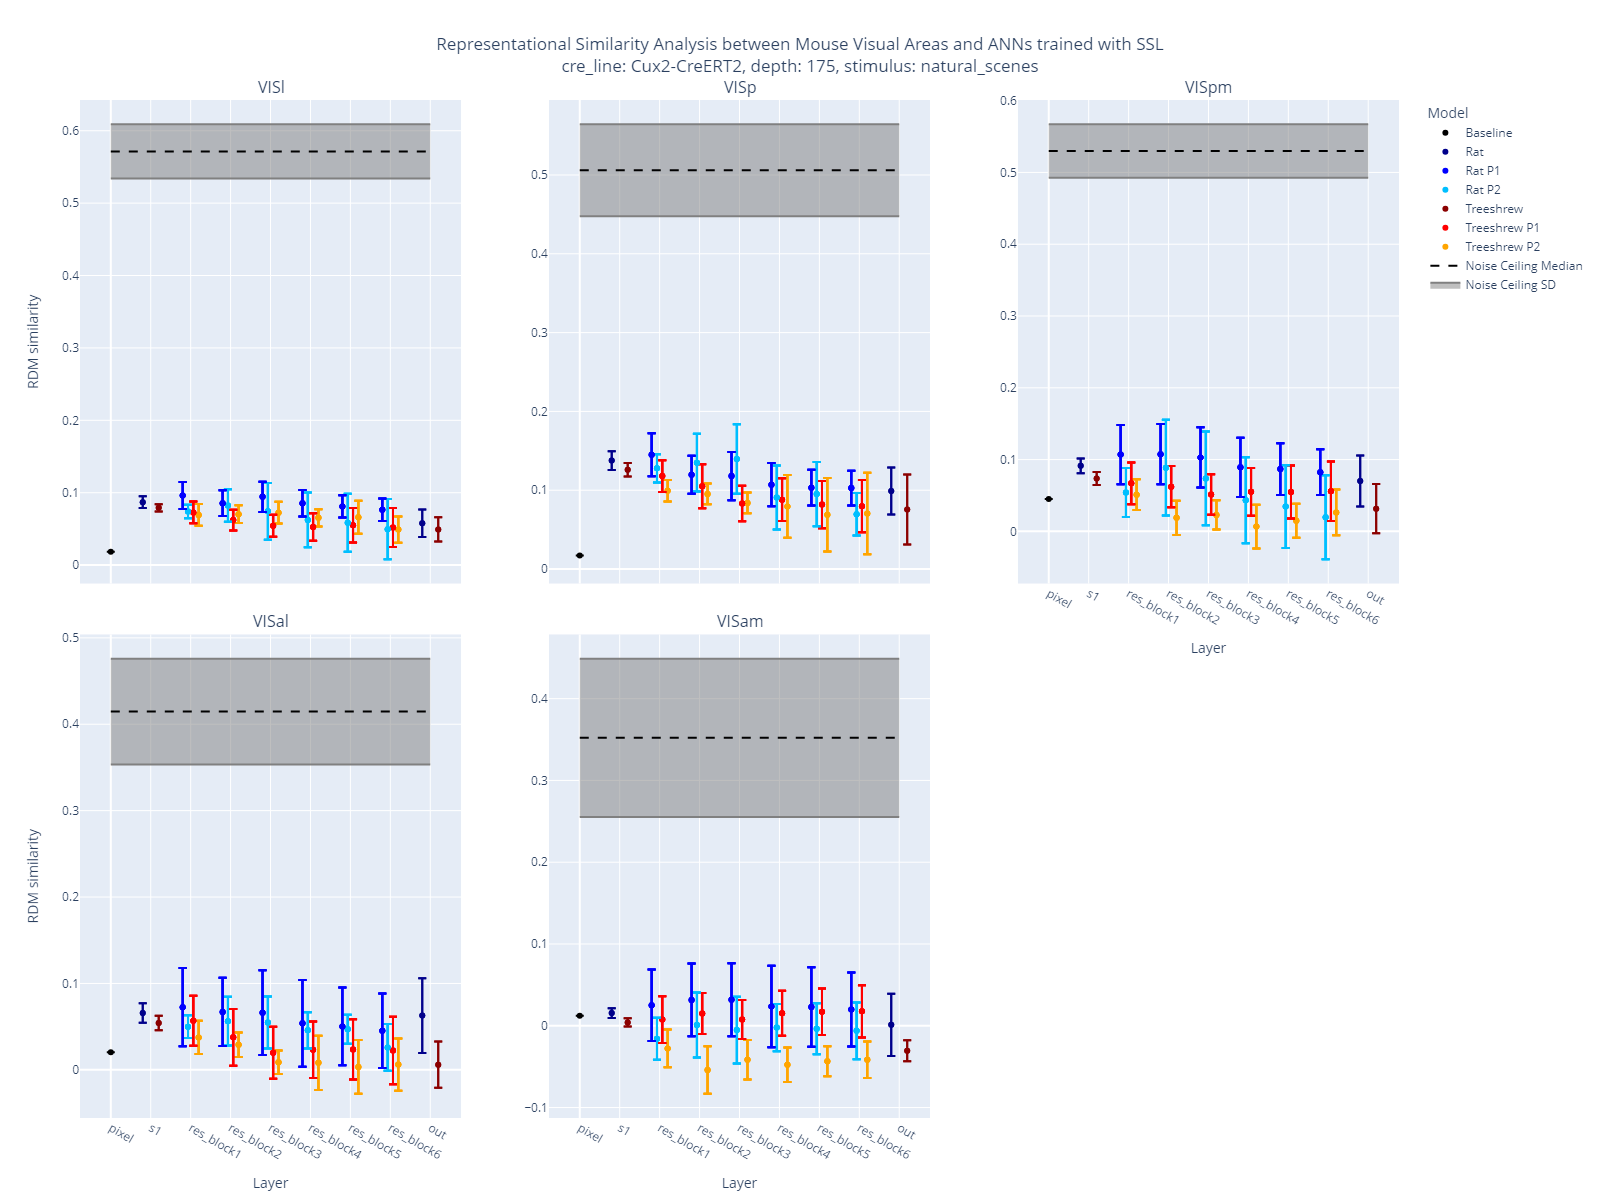 Representational Similarity Analysis between Mouse Visual Areas and ANNs trained with SSL
cre_line: Cux2-CreERT2, depth: 175, stimulus: natural_scenes
VISl
0.6
0.5
0.4
0.3
0.2
0.1
0
RDM similarity
VISp
0.5
0.4
0.3
0.2
0.1
0
VISpm
0.6
0.5
0.4
0.3
0.2
0.1
0
pixel
s1
res_block1
res_block2
res_block3
res_block4
res_block5
res_block6
out
Layer
Model
Baseline
Rat
Rat P1
Rat P2
Treeshrew
Treeshrew P1
Treeshrew P2
Noise Ceiling Median
Noise Ceiling SD
VISal
0.5
0.4
0.3
0.2
0.1
0
RDM similarity
pixel
s1
res_block1
res_block2
res_block3
res_block4
res_block5
res_block6
out
Layer
VISam
0.4
0.3
0.2
0.1
0
−0.1
pixel
s1
res_block1
res_block2
res_block3
res_block4
res_block5
res_block6
out
Layer